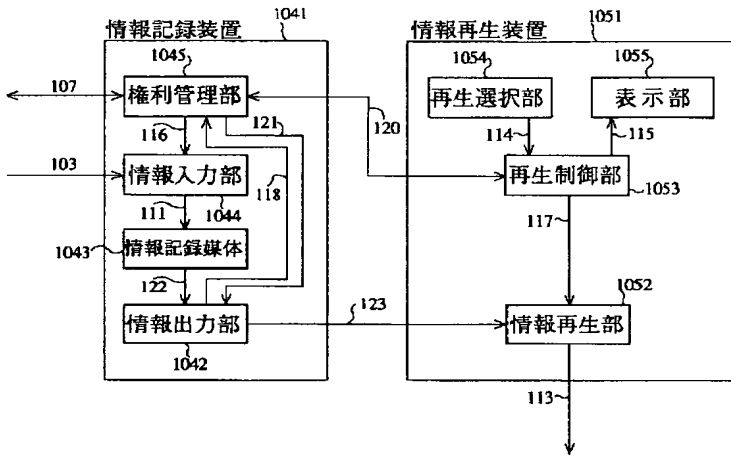 情報記録装置
1041
情報再生装置
1051
1045
権利管理部
107
116
121
1054
再生選択部
1055
表示部
120
114
115
103
情報入力部
1044
118
再生制御部
1053
111
117
1043
情報記録媒体
122
情報出力部
1042
123
1052
情報再生部
113